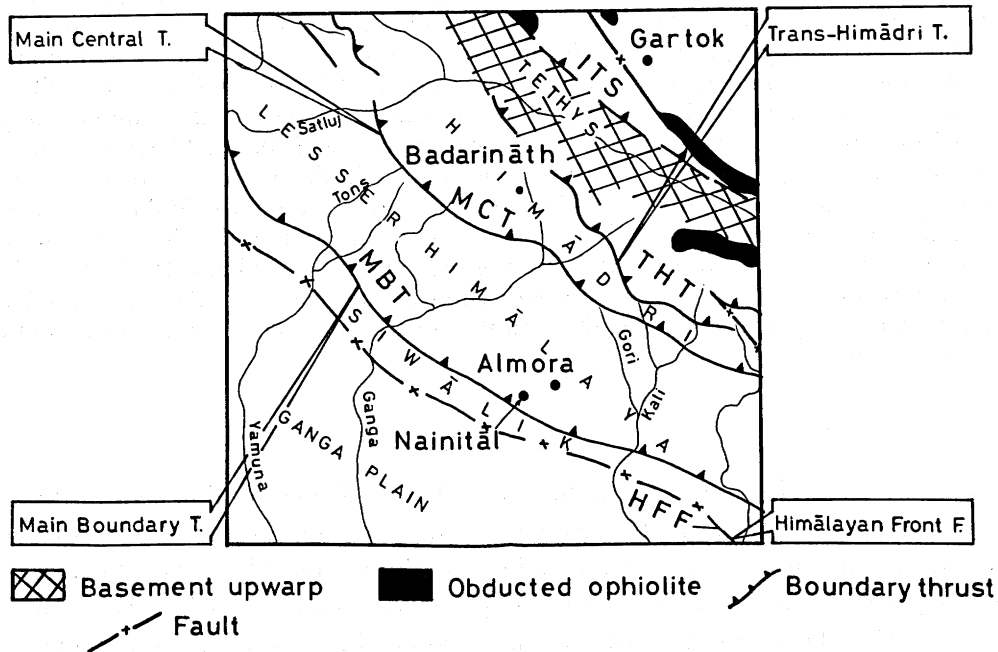 Main Central T.
Trans-Himādri T.
Gartok
ITS
TETHYS
LESSER HIMĀLAYA
Satluj
HIMĀDRI
Badarināth
Tons
MCT
MBT
THT
SIWĀLIK
Gori
Almora
Kali
Ganga
Nainitāl
Yamuna
GANGA PLAIN
HFF
Main Boundary T.
Himālayan Front F.
Basement upwarp
Obducted ophiolite
Boundary thrust
Fault